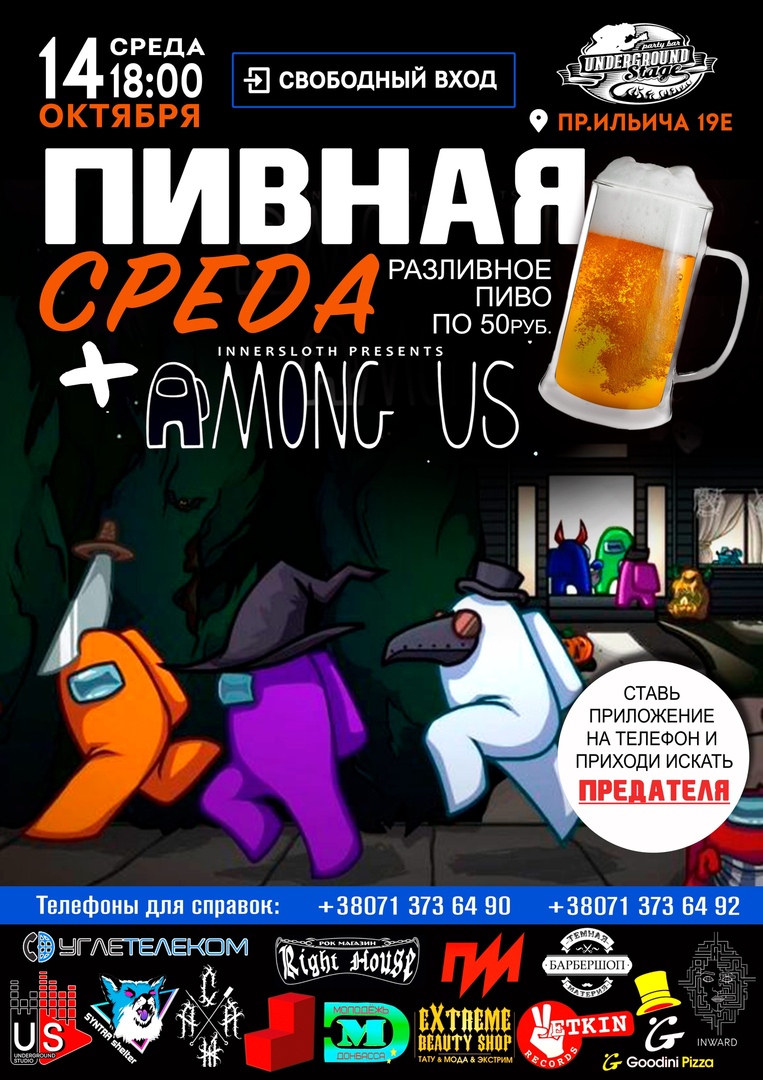 14 СРЕДА
18:00
ОКТЯБРЯ
СВОБОДНЫЙ ВХОД
party bar
UNDERGROUND
Stage
ПР.ИЛЬИЧА 19Е
ПИВНАЯ
СРЕДА
РАЗЛИВНОЕ
ПИВО
ПО 50РУБ.
INNERSLOTH PRESENTS
+ AMONG US
СТАВЬ
ПРИЛОЖЕНИЕ
НА ТЕЛЕФОН И
ПРИХОДИ ИСКАТЬ
ПРЕДАТЕЛЯ
Телефоны для справок: +38071 373 64 90 +38071 373 64 92
УГЛЕТЕЛЕКОМ
РОК МАГАЗИН
Right House
ПМ
ТЕМНАЯ
БАРБЕРШОП
МАТЕРИЯ
INWARD
US
UNDERGROUND
STUDIO
SYNTAR shelter
МОЛОДЁЖЬ
ДОНБАССА
EXTREME
BEAUTY SHOP
ТАТУ & МОДА & ЭКСТРИМ
VETKIN
RECORDS
G
Goodini Pizza